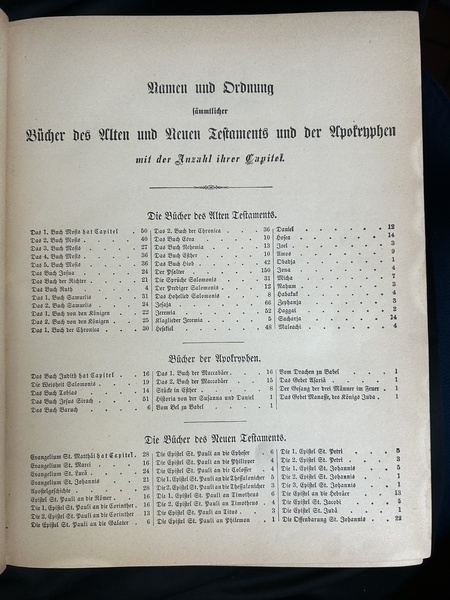 Namen und Ordnung
sämmtlicher
Bücher des Alten und Neuen Testaments und der Apokryphen
mit der Anzahl ihrer Capitel.
Die Bücher des Alten Testaments.
Das 1. Buch Mosis hat Capitel . 50
Das 2. Buch Mosis . . . . 40
Das 3. Buch Mosis . . . . 27
Das 4. Buch Mosis . . . . 36
Das 5. Buch Mosis . . . . 34
Das Buch Josua . . . . 24
Das Buch der Richter . . . . 21
Das Buch Ruth . . . . 4
Das 1. Buch Samuelis . . . . 31
Das 2. Buch Samuelis . . . . 24
Das 1. Buch von den Königen . 22
Das 2. Buch von den Königen . 25
Das 1. Buch der Chronica . . 30
Das 2. Buch der Chronica . . 36
Das Buch Esra . . . . 10
Das Buch Nehemia . . . . 13
Das Buch Esther . . . . 10
Das Buch Hiob . . . . 42
Der Psalter . . . . 150
Die Sprüche Salomonis . . . 31
Der Prediger Salomonis . . . 12
Das Hohelied Salomonis . . . 8
Jesaja . . . . 66
Jeremia . . . . 52
Klaglieder Jeremia . . . . 5
Hesekiel . . . . 48
Daniel . . . . 12
Hosea . . . . 14
Joel . . . . 3
Amos . . . . 9
Obadja . . . . 1
Jona . . . . 4
Micha . . . . 7
Nahum . . . . 3
Habakuk . . . . 3
Zephanja . . . . 3
Haggai . . . . 2
Sacharja . . . . 14
Maleachi . . . . 4
Bücher der Apokryphen.
Das Buch Judith hat Capitel . . 16
Die Weisheit Salomonis . . . 19
Das Buch Tobias . . . . 14
Das Buch Jesus Sirach . . . 51
Das Buch Baruch . . . . 6
Das 1. Buch der Maccabäer . . 16
Das 2. Buch der Maccabäer . . 15
Stücke in Esther . . . . 8
Historia von der Susanna und Daniel 1
Vom Bel zu Babel . . . . 1
Vom Drachen zu Babel . . . 1
Das Gebet Asariä . . . . 1
Der Gesang der drei Männer im Feuer . 1
Das Gebet Manasse, des Königs Juda . 1
Die Bücher des Neuen Testaments.
Evangelium St. Matthäi hat Capitel . 28
Evangelium St. Marci . . . 16
Evangelium St. Lucä . . . 24
Evangelium St. Johannis . . . 21
Apostelgeschichte . . . . 28
Epistel St. Pauli an die Römer . 16
Die 1. Epistel St. Pauli an die Corinther 16
Die 2. Epistel St. Pauli an die Corinther 13
Die Epistel St. Pauli an die Galater . 6
Die Epistel St. Pauli an die Epheser 6
Die Epistel St. Pauli an die Philipper . 4
Die Epistel St. Pauli an die Colosser . 4
Die 1. Epistel St. Pauli an die Thessalonicher 5
Die 2. Epistel St. Pauli an die Thessalonicher 3
Die 1. Epistel St. Pauli an Timotheus . 6
Die 2. Epistel St. Pauli an Timotheus . 4
Die Epistel St. Pauli an Titus . . 3
Die Epistel St. Pauli an Philemon . 1
Die 1. Epistel St. Petri . . . 5
Die 2. Epistel St. Petri . . . 3
Die 1. Epistel St. Johannis . . 5
Die 2. Epistel St. Johannis . . 1
Die 3. Epistel St. Johannis . . 1
Die Epistel an die Hebräer . . 13
Die Epistel St. Jacobi . . . 5
Die Epistel St. Judä . . . 1
Die Offenbarung St. Johannis . . 22